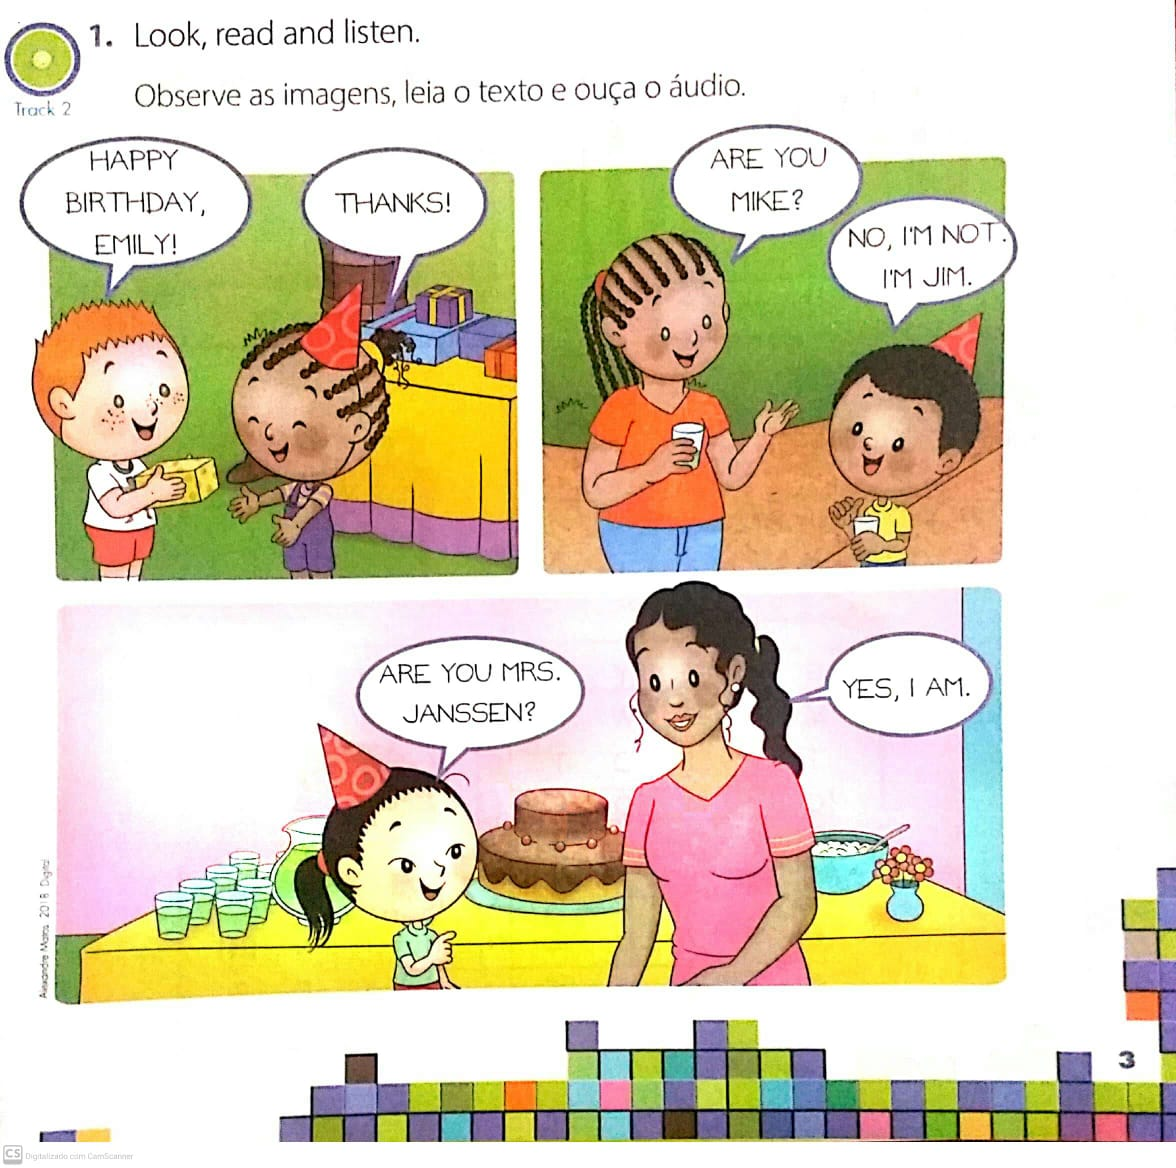 1. Look, read and listen.
Observe as imagens, leia o texto e ouça o áudio.
Track 2
HAPPY
BIRTHDAY,
EMILY!
THANKS!
ARE YOU
MIKE?
NO, I'M NOT.
I'M JIM.
ARE YOU MRS.
JANSSEN?
YES, I AM.
Alexandre Matos. 2018. Digital
3
CS Digitalizado com CamScanner